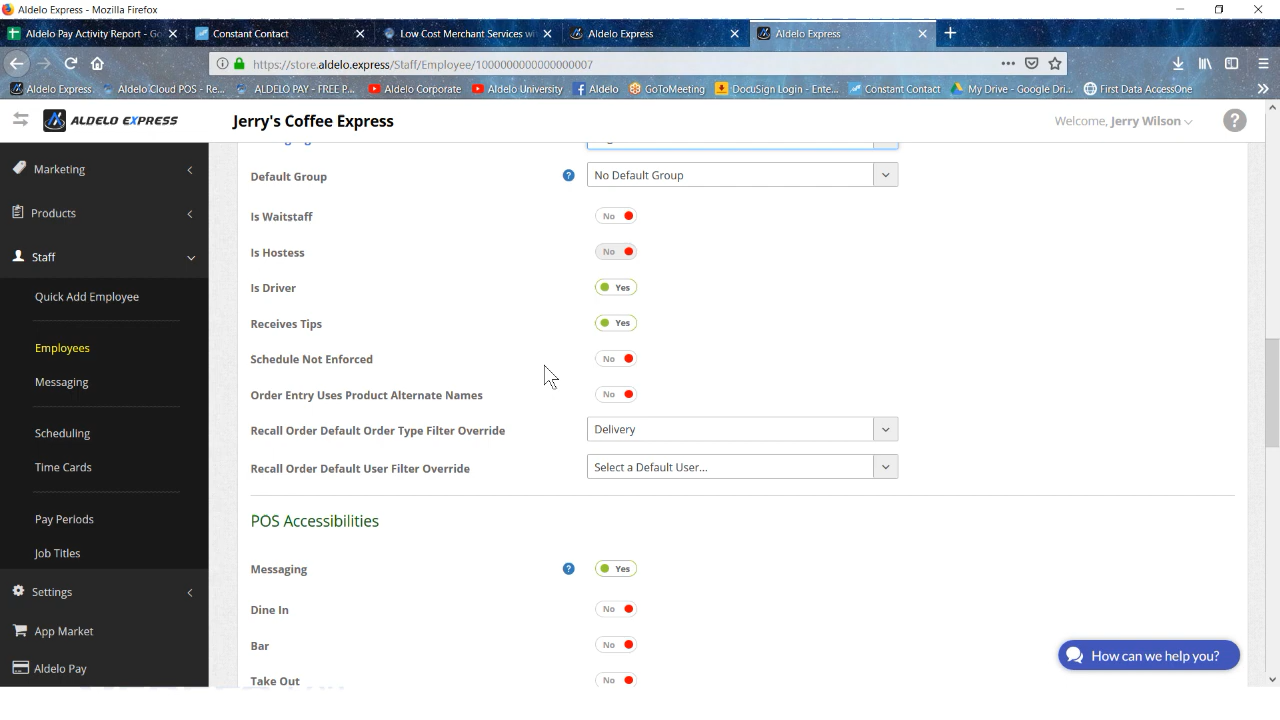 Aldelo Express - Mozilla Firefox
Aldelo Pay Activity Report - Go
Constant Contact
Low Cost Merchant Services wit
Aldelo Express
Aldelo Express
https://store.aldelo.express/Staff/Employee/1000000000000000007
Aldelo Express.
Aldelo Cloud POS - Re...
ALDELO PAY - FREE P...
Aldelo Corporate
Aldelo University
Aldelo
GoToMeeting
DocuSign Login - Ente...
Constant Contact
My Drive - Google Dri...
First Data AccessOne
ALDELO EXPRESS
Jerry's Coffee Express
Welcome, Jerry Wilson
?
Marketing
Products
Staff
Quick Add Employee
Employees
Messaging
Scheduling
Time Cards
Pay Periods
Job Titles
Settings
App Market
Aldelo Pay
Default Group
?
No Default Group
Is Waitstaff
No
Is Hostess
No
Is Driver
Yes
Receives Tips
Yes
Schedule Not Enforced
No
Order Entry Uses Product Alternate Names
No
Recall Order Default Order Type Filter Override
Delivery
Recall Order Default User Filter Override
Select a Default User...
POS Accessibilities
Messaging
?
Yes
Dine In
No
Bar
No
Take Out
No
How can we help you?